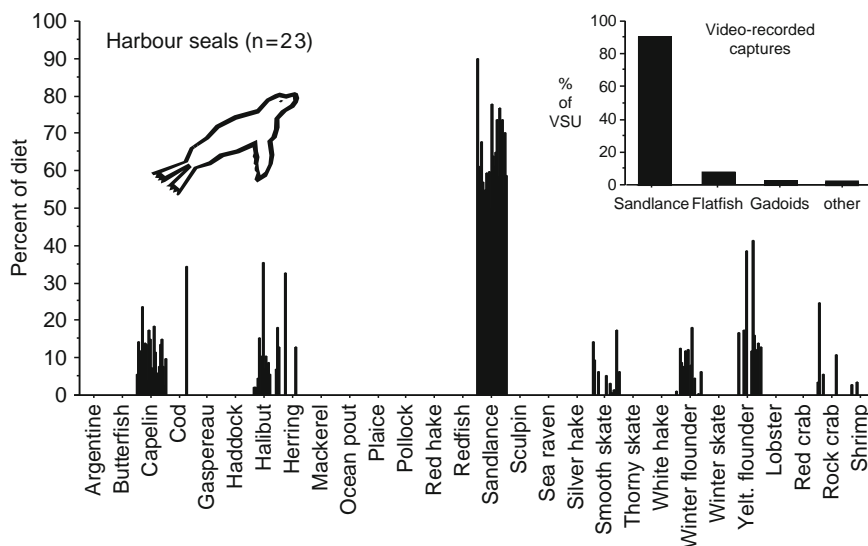 Harbour seals (n=23)
Percent of diet
100
90
80
70
60
50
40
30
20
10
0
Argentine
Butterfish
Capelin
Cod
Gaspereau
Haddock
Halibut
Herring
Mackerel
Ocean pout
Plaice
Pollock
Red hake
Redfish
Sandlance
Sculpin
Sea raven
Silver hake
Smooth skate
Thorny skate
White hake
Winter flounder
Winter skate
Yelt. flounder
Lobster
Red crab
Rock crab
Shrimp
Video-recorded
captures
%
of
VSU
100
80
60
40
20
0
Sandlance Flatfish Gadoids other